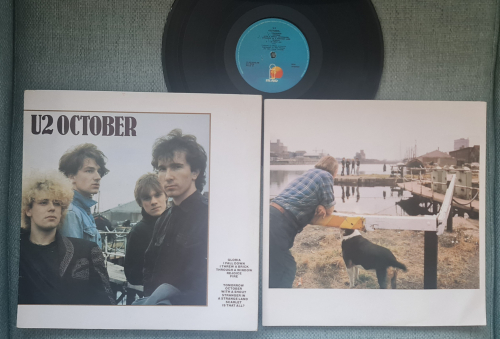 U2 OCTOBER
GLORIA
I FALL DOWN
I THREW A BRICK
THROUGH A WINDOW
REJOICE
FIRE
TOMORROW
OCTOBER
WITH A SHOUT
STRANGER IN
A STRANGE LAND
SCARLET
IS THAT ALL?